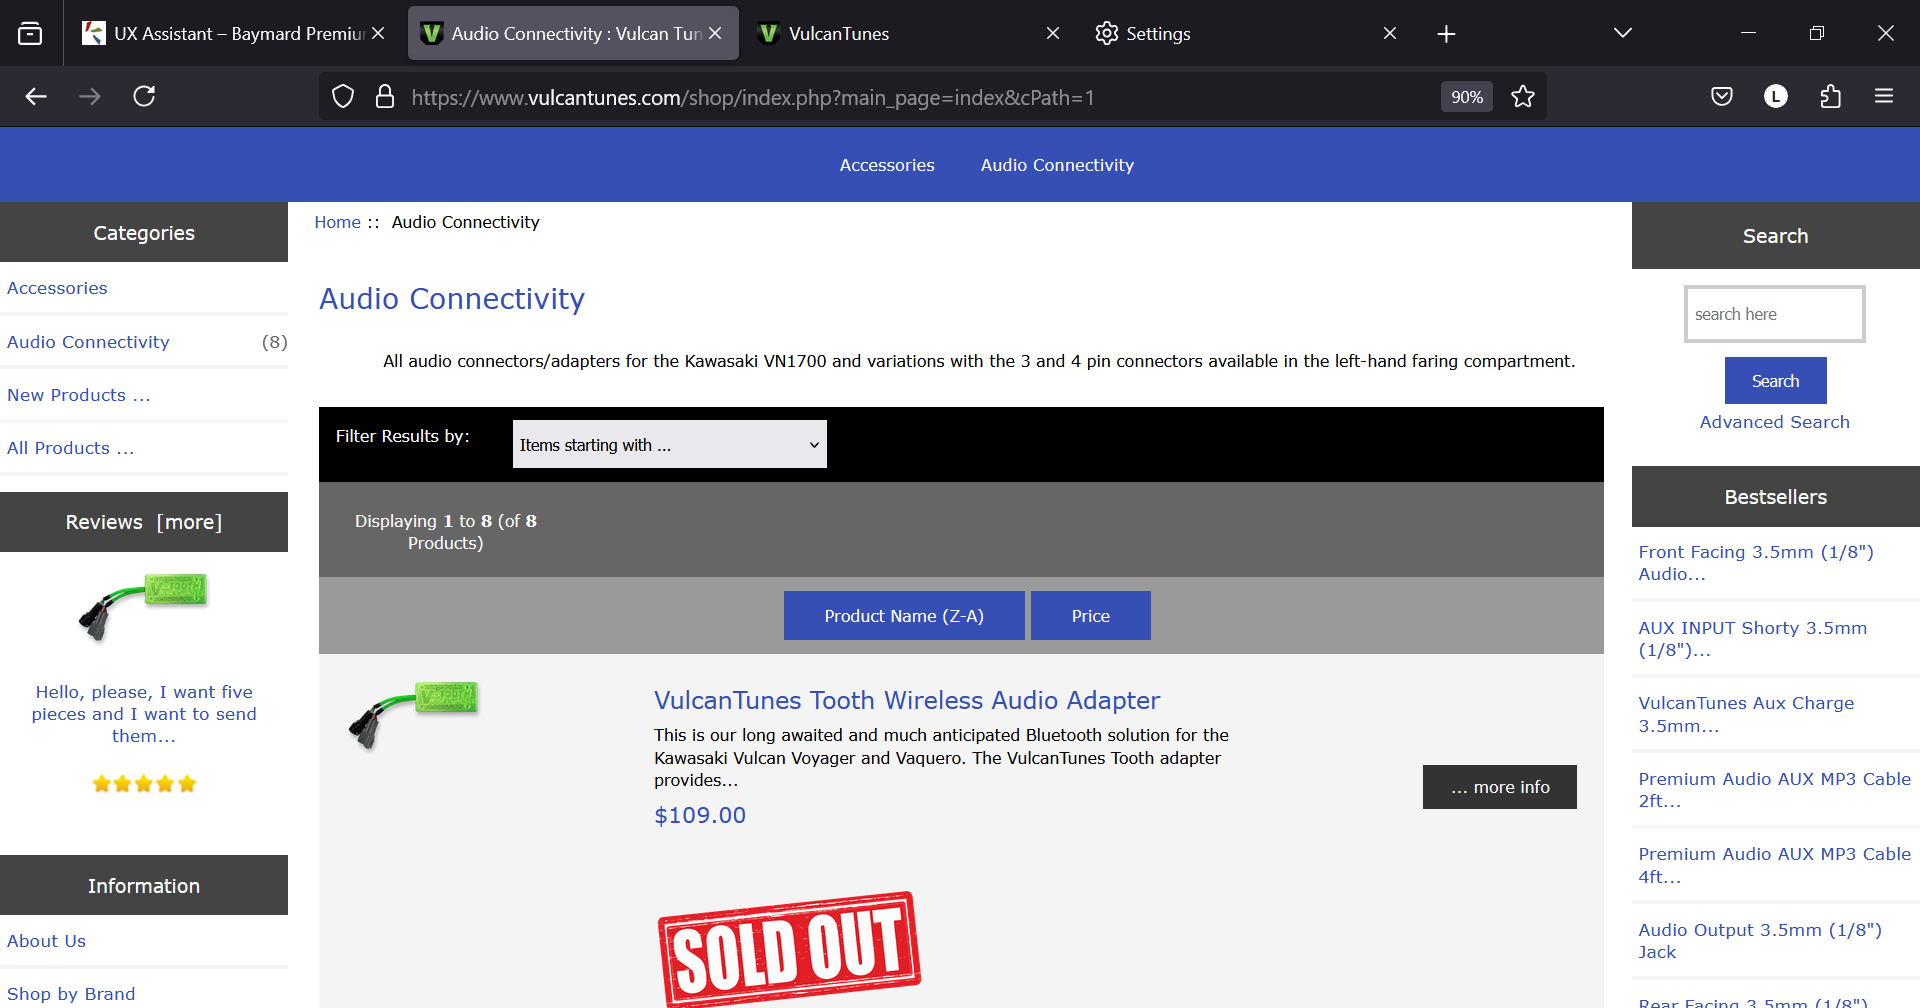 UX Assistant – Baymard Premiu
Audio Connectivity : Vulcan Tun
VulcanTunes
Settings
https://www.vulcantunes.com/shop/index.php?main_page=index&cPath=1
90%
L
Accessories
Audio Connectivity
Categories
Accessories
Audio Connectivity (8)
New Products ...
All Products ...
Reviews [more]
Hello, please, I want five
pieces and I want to send
them...
Information
About Us
Shop by Brand
Home :: Audio Connectivity
Audio Connectivity
All audio connectors/adapters for the Kawasaki VN1700 and variations with the 3 and 4 pin connectors available in the left-hand faring compartment.
Filter Results by:
Items starting with ...
Displaying 1 to 8 (of 8
Products)
Product Name (Z-A)
Price
VulcanTunes Tooth Wireless Audio Adapter
This is our long awaited and much anticipated Bluetooth solution for the
Kawasaki Vulcan Voyager and Vaquero. The VulcanTunes Tooth adapter
provides...
$109.00
... more info
SOLD OUT
Search
search here
Search
Advanced Search
Bestsellers
Front Facing 3.5mm (1/8")
Audio...
AUX INPUT Shorty 3.5mm
(1/8")...
VulcanTunes Aux Charge
3.5mm...
Premium Audio AUX MP3 Cable
2ft...
Premium Audio AUX MP3 Cable
4ft...
Audio Output 3.5mm (1/8")
Jack
Rear Facing 3.5mm (1/8")